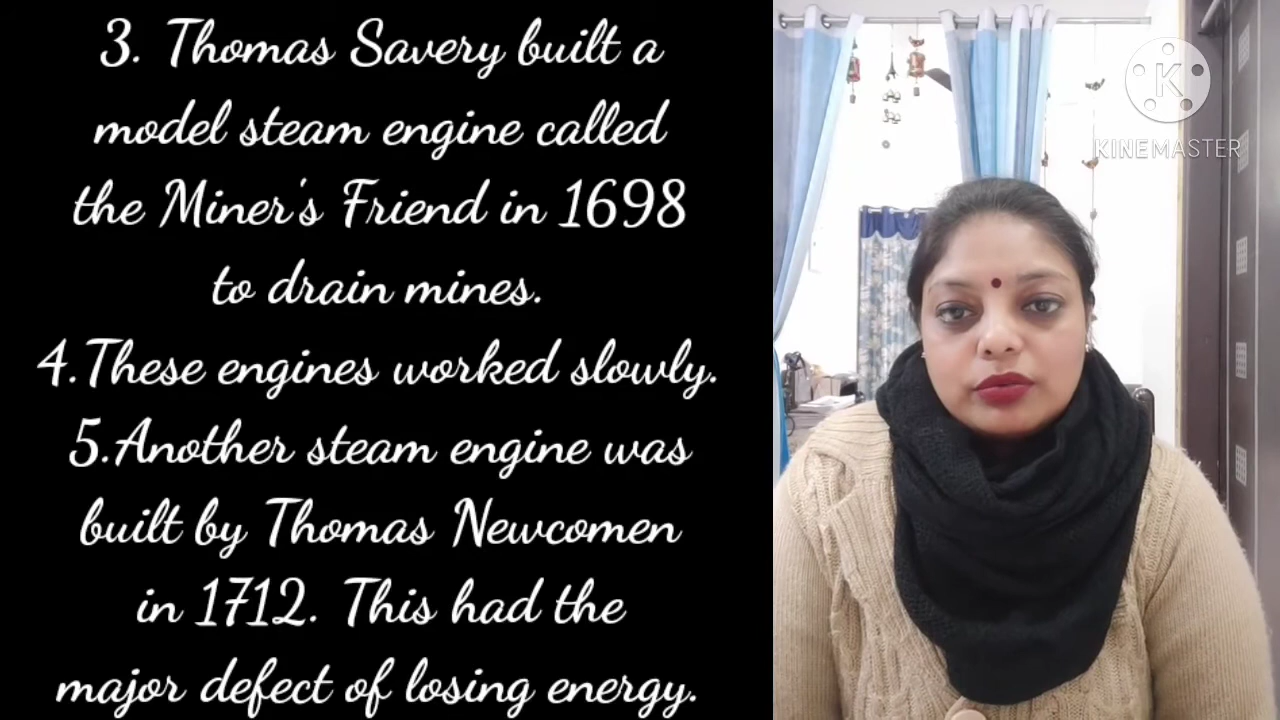 3. Thomas Savery built a
model steam engine called
the Miner's Friend in 1698
to drain mines.
4.These engines worked slowly.
5.Another steam engine was
built by Thomas Newcomen
in 1712. This had the
major defect of losing energy.
K
KINEMASTER